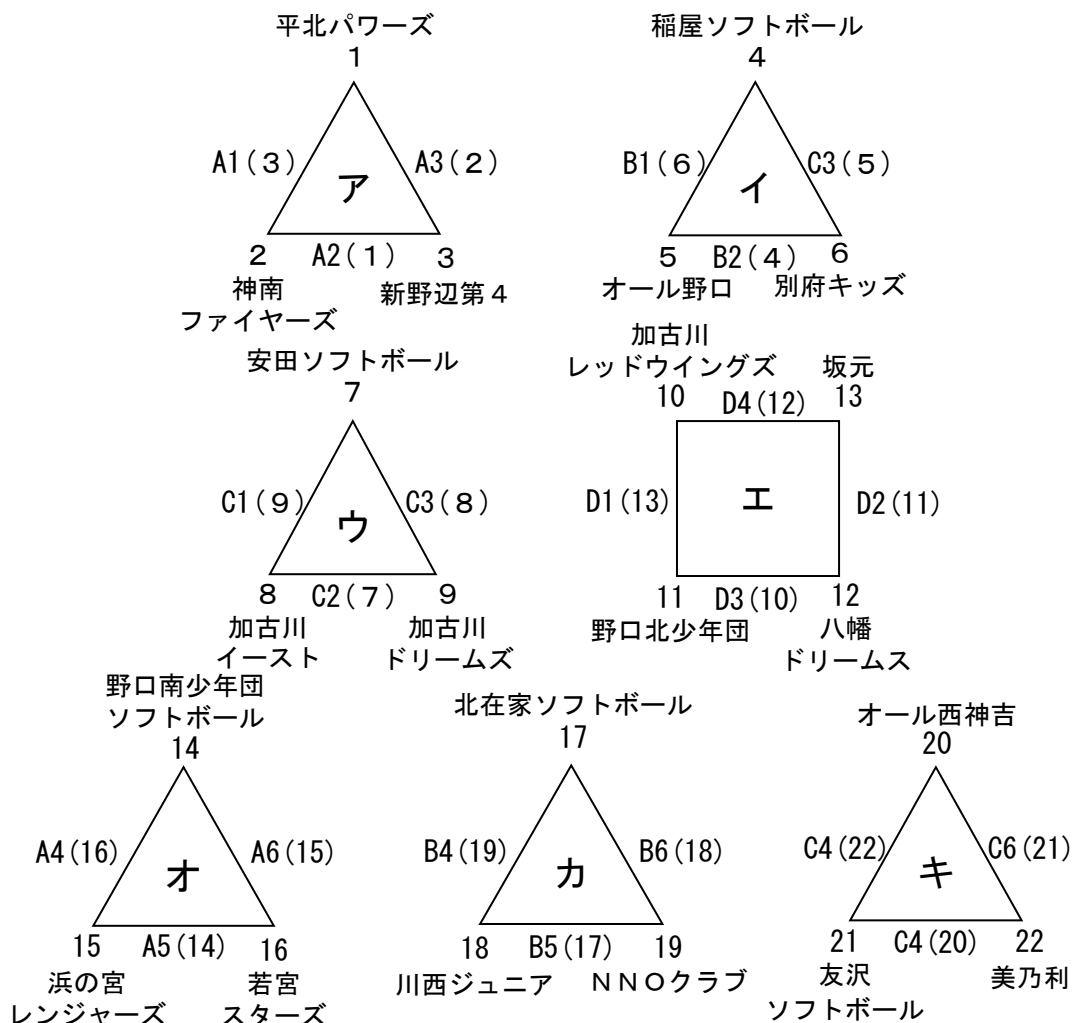 平北パワーズ
1
A1(3)
A3(2)
ア
2
A2(1)
3
神南
ファイヤーズ
新野辺第4
稲屋ソフトボール
4
B1(6)
C3(5)
イ
5
B2(4)
6
オール野口
別府キッズ
安田ソフトボール
7
C1(9)
C3(8)
ウ
8
C2(7)
9
加古川
イースト
加古川
ドリームズ
加古川
レッドウイングズ
坂元
10
D4(12)
13
D1(13)
エ
D2(11)
11
D3(10)
12
野口北少年団
八幡
ドリームス
野口南少年団
ソフトボール
14
A4(16)
A6(15)
オ
15
A5(14)
16
浜の宮
レンジャーズ
若宮
スターズ
北在家ソフトボール
17
B4(19)
B6(18)
カ
18
B5(17)
19
川西ジュニア
NNOクラブ
オール西神吉
20
C4(22)
C6(21)
キ
21
C4(20)
22
友沢
ソフトボール
美乃利